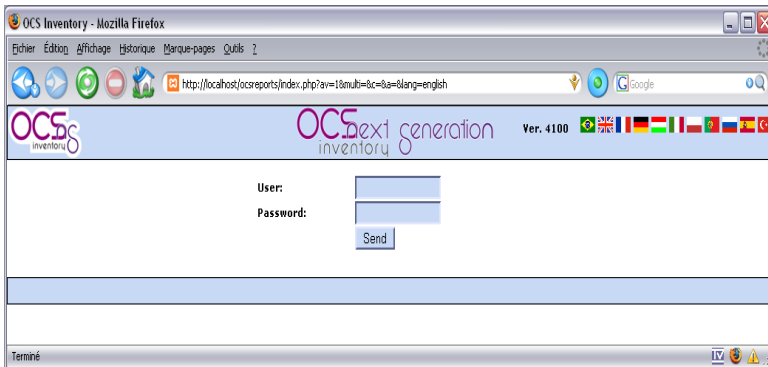 OCS Inventory - Mozilla Firefox
Fichier Édition Affichage Historique Marque-pages Outils ?
http://localhost/ocsreports/index.php?av=1&multi=&c=&a=&lang=english
G Google
OCS ng inventory
OCS next generation inventory
Ver. 4100
User:
Password:
Send
Terminé